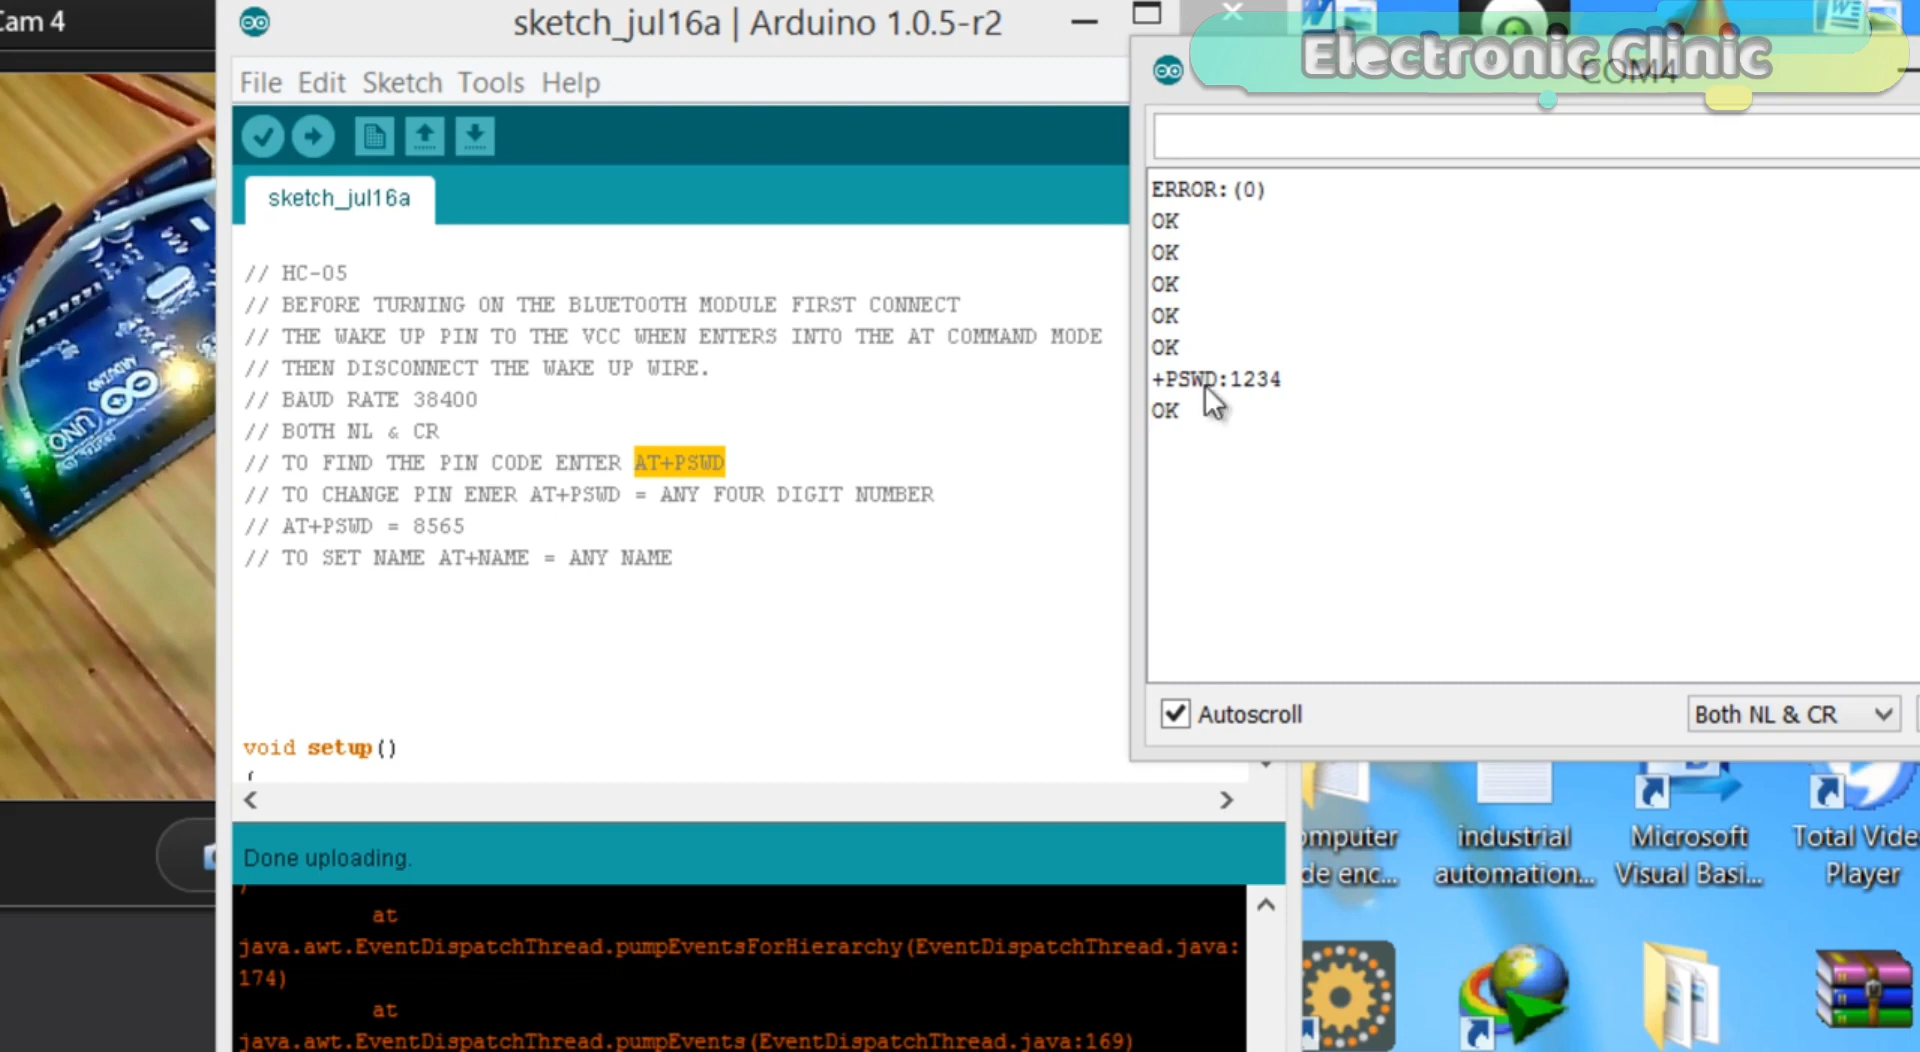 Cam 4
sketch_jul16a | Arduino 1.0.5-r2
File Edit Sketch Tools Help
sketch_jul16a
// HC-05
// BEFORE TURNING ON THE BLUETOOTH MODULE FIRST CONNECT
// THE WAKE UP PIN TO THE VCC WHEN ENTERS INTO THE AT COMMAND MODE
// THEN DISCONNECT THE WAKE UP WIRE.
// BAUD RATE 38400
// BOTH NL & CR
// TO FIND THE PIN CODE ENTER AT+PSWD
// TO CHANGE PIN ENER AT+PSWD = ANY FOUR DIGIT NUMBER
// AT+PSWD = 8565
// TO SET NAME AT+NAME = ANY NAME
void setup()
{
Done uploading.
)
at
java.awt.EventDispatchThread.pumpEventsForHierarchy(EventDispatchThread.java:
174)
at
java.awt.EventDispatchThread.pumpEvents(EventDispatchThread.java:169)
Electronic Clinic
COM4
ERROR:(0)
OK
OK
OK
OK
OK
+PSWD:1234
OK
Autoscroll
Both NL & CR
omputer
de enc...
industrial
automation...
Microsoft
Visual Basi...
Total Vide
Player
UNO
ARDUINO